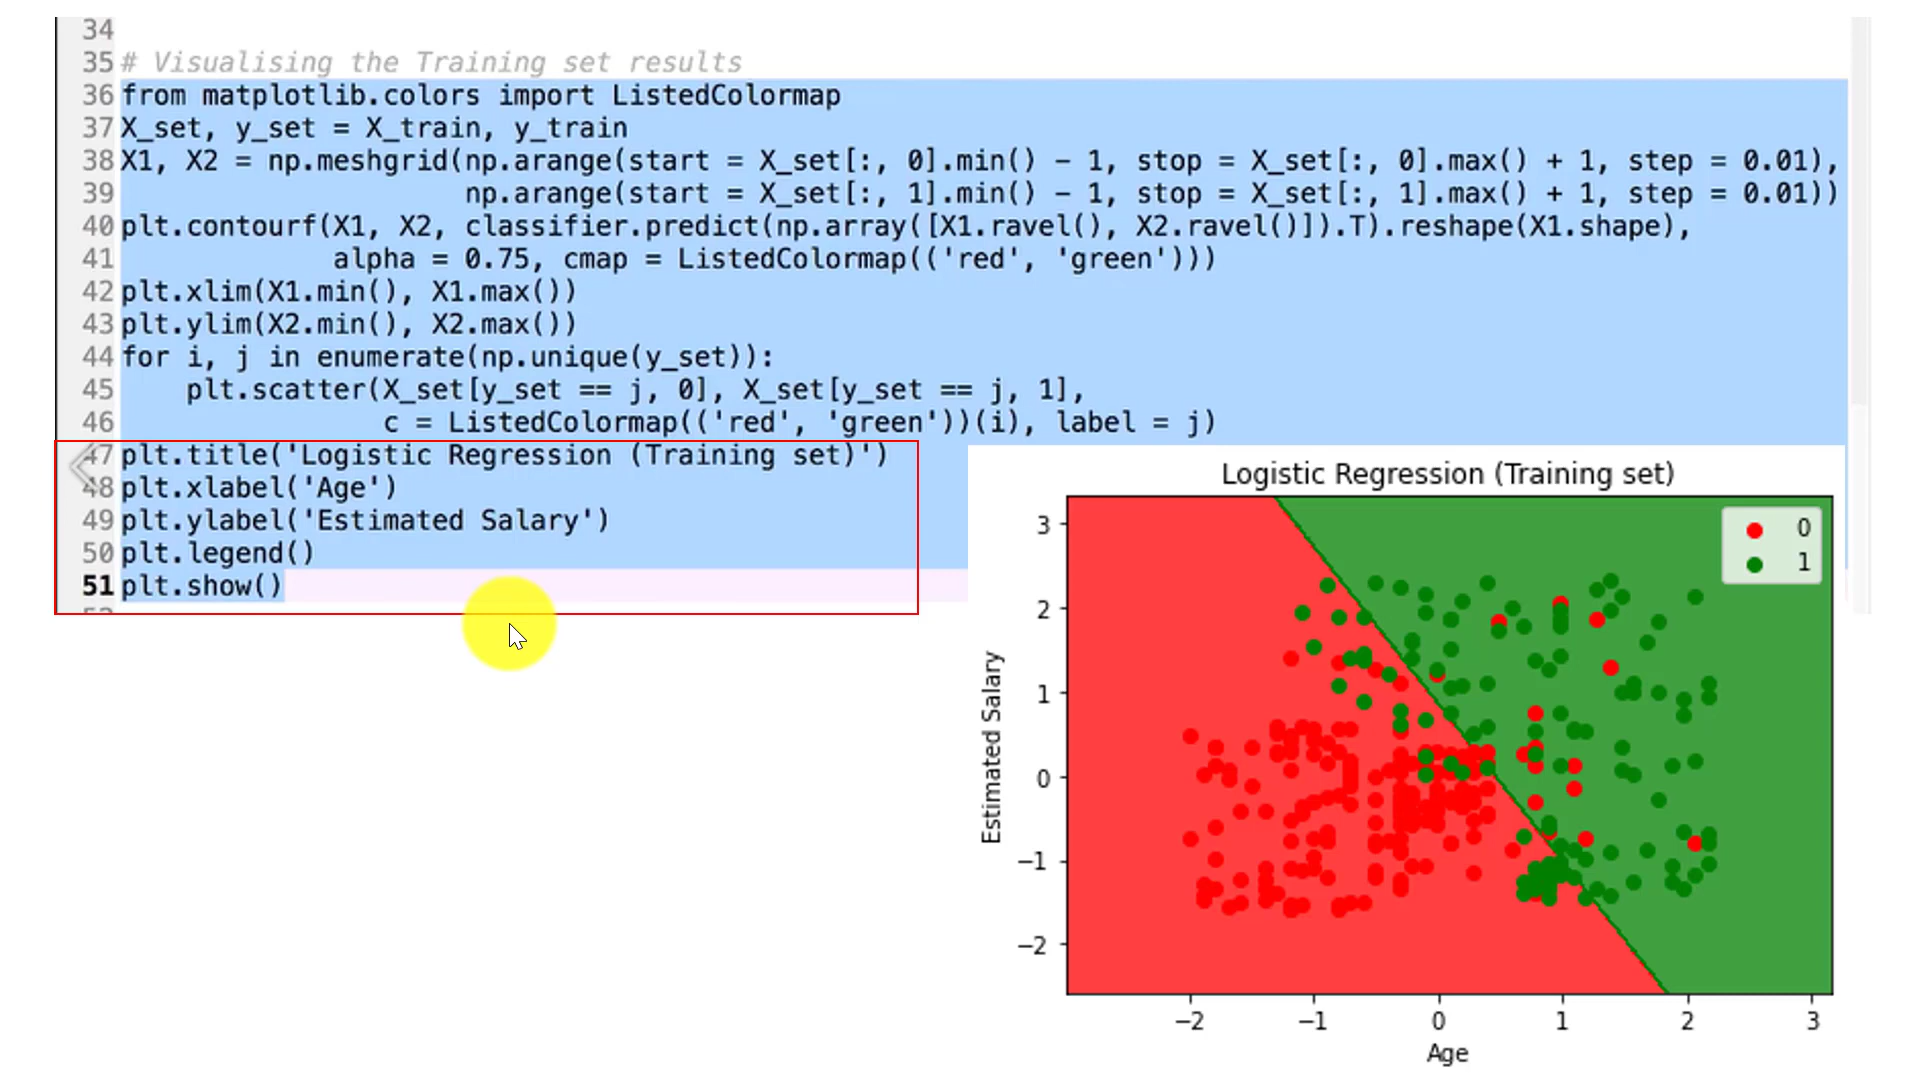 34
35 # Visualising the Training set results
36 from matplotlib.colors import ListedColormap
37 X_set, y_set = X_train, y_train
38 X1, X2 = np.meshgrid(np.arange(start = X_set[:, 0].min() - 1, stop = X_set[:, 0].max() + 1, step = 0.01),
39                      np.arange(start = X_set[:, 1].min() - 1, stop = X_set[:, 1].max() + 1, step = 0.01))
40 plt.contourf(X1, X2, classifier.predict(np.array([X1.ravel(), X2.ravel()]).T).reshape(X1.shape),
41              alpha = 0.75, cmap = ListedColormap(('red', 'green')))
42 plt.xlim(X1.min(), X1.max())
43 plt.ylim(X2.min(), X2.max())
44 for i, j in enumerate(np.unique(y_set)):
45     plt.scatter(X_set[y_set == j, 0], X_set[y_set == j, 1],
46                 c = ListedColormap(('red', 'green'))(i), label = j)
47 plt.title('Logistic Regression (Training set)')
48 plt.xlabel('Age')
49 plt.ylabel('Estimated Salary')
50 plt.legend()
51 plt.show()
Logistic Regression (Training set)
0
1
3
2
1
0
−1
−2
Estimated Salary
−2 −1 0 1 2 3
Age